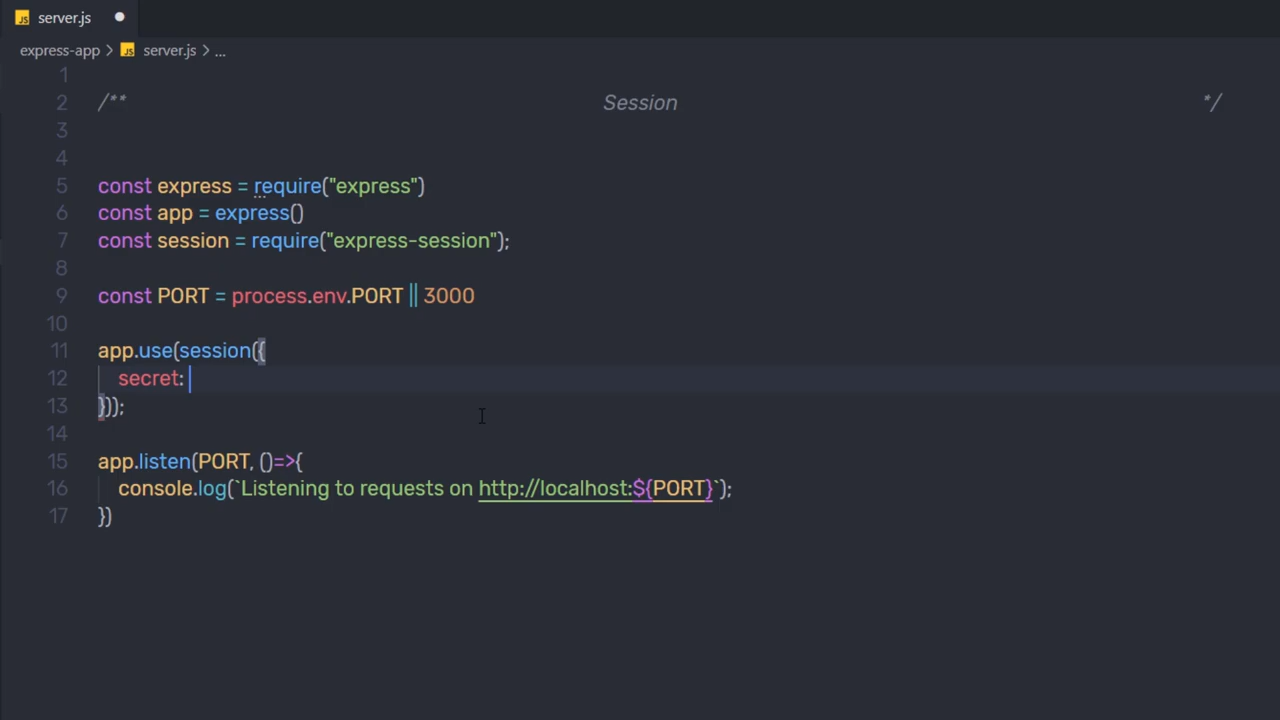 JS server.js
express-app > JS server.js > ...
1
2 /** Session */
3
4
5 const express = require("express")
6 const app = express()
7 const session = require("express-session");
8
9 const PORT = process.env.PORT || 3000
10
11 app.use(session({
12 secret:
13 }));
14
15 app.listen(PORT, ()=>{
16 console.log(`Listening to requests on http://localhost:${PORT}`);
17 })